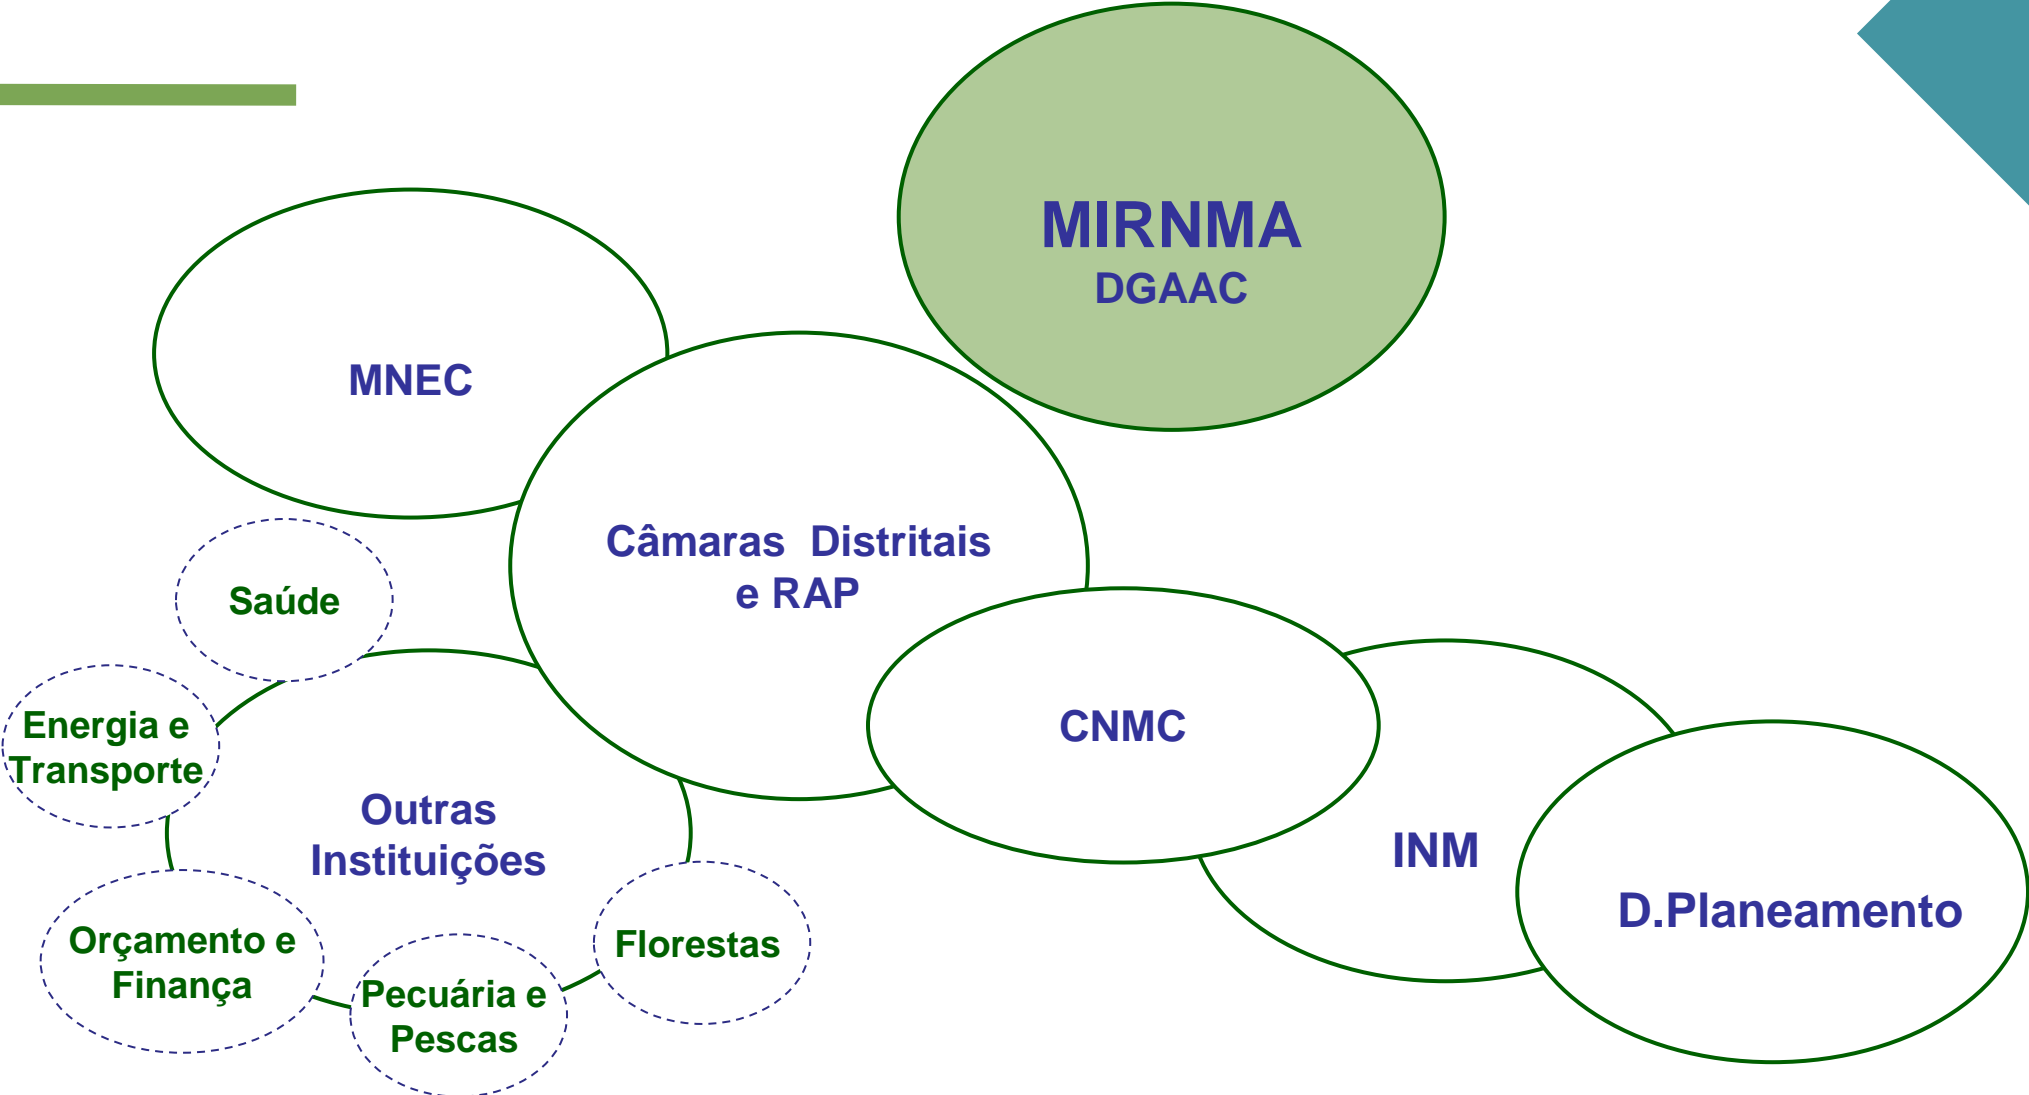 MIRNMA
DGAAC
MNEC
Câmaras Distritais
e RAP
Saúde
CNMC
Energia e
Transporte
Outras
Instituições
INM
D.Planeamento
Orçamento e
Finança
Pecuária e
Pescas
Florestas